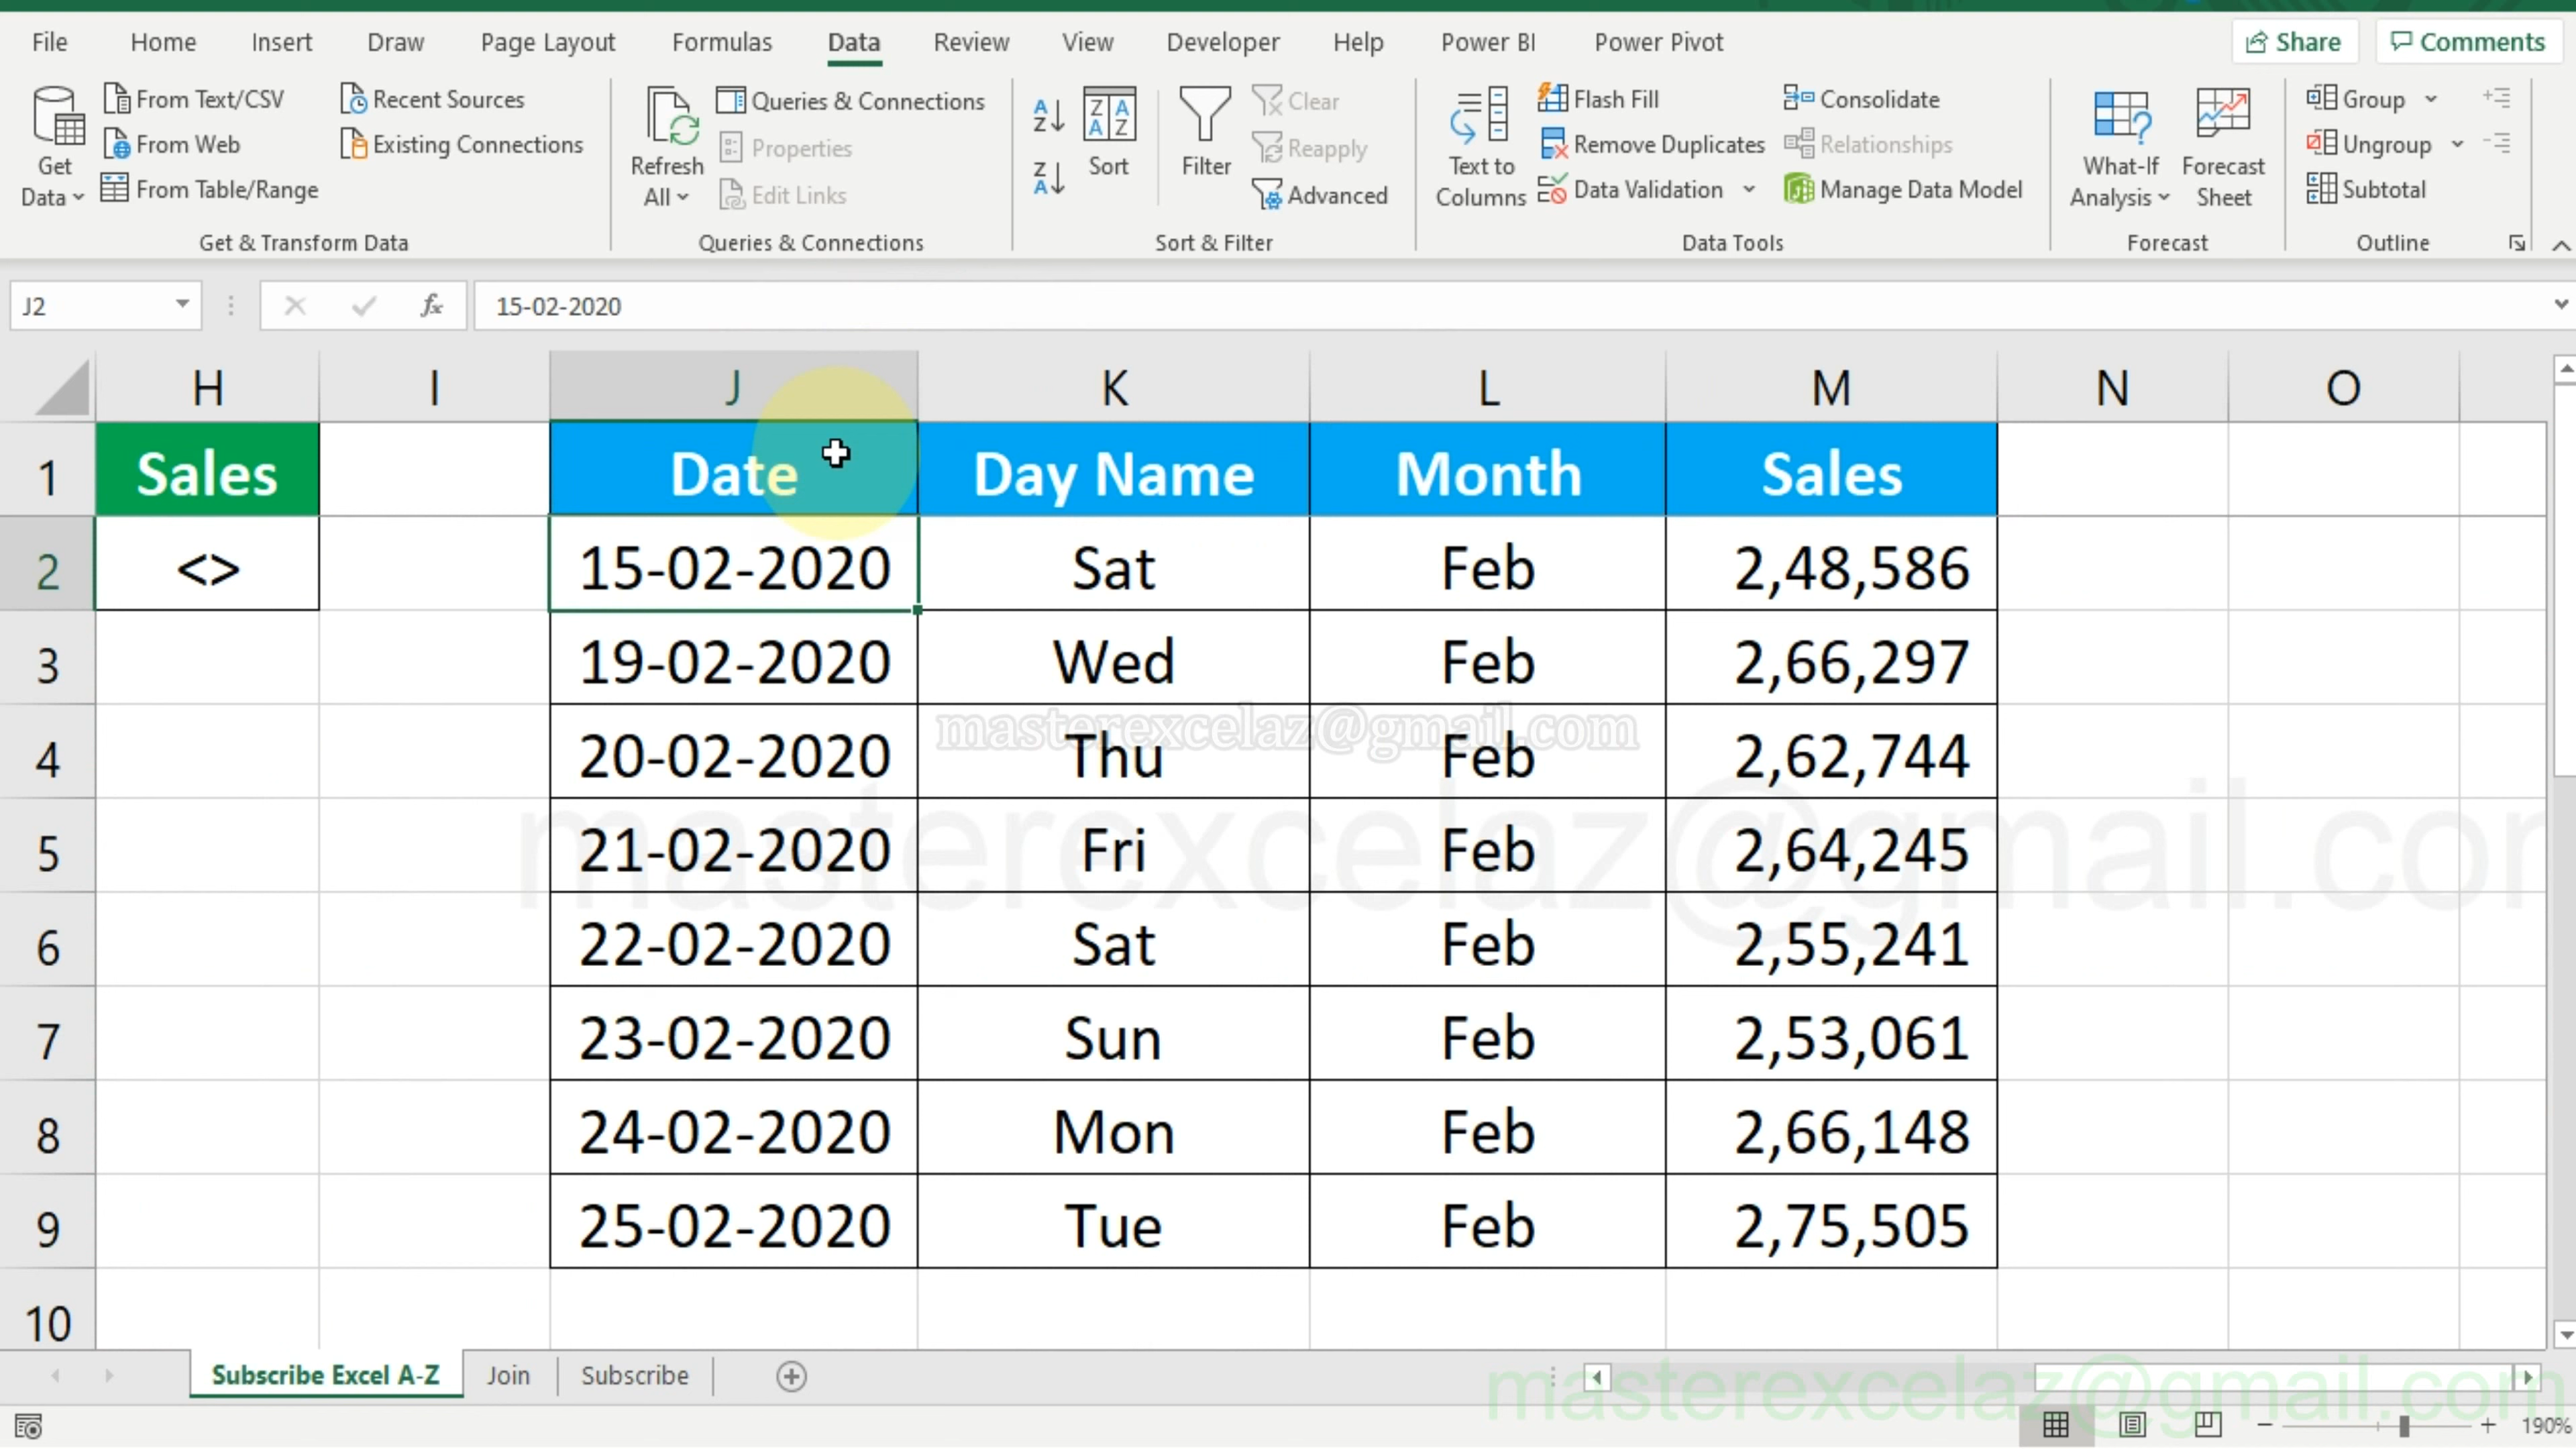 File Home Insert Draw Page Layout Formulas Data Review View Developer Help Power BI Power Pivot Share Comments
Get Data
From Text/CSV
From Web
From Table/Range
Recent Sources
Existing Connections
Get & Transform Data
Refresh All
Queries & Connections
Properties
Edit Links
Queries & Connections
Sort
Filter
Clear
Reapply
Advanced
Sort & Filter
Text to Columns
Flash Fill
Remove Duplicates
Data Validation
Consolidate
Relationships
Manage Data Model
Data Tools
What-If Analysis
Forecast Sheet
Forecast
Group
Ungroup
Subtotal
Outline
J2 fx 15-02-2020
H I J K L M N O
1 Sales Date Day Name Month Sales
2 <> 15-02-2020 Sat Feb 2,48,586
3 19-02-2020 Wed Feb 2,66,297
masterexcelaz@gmail.com
4 20-02-2020 Thu Feb 2,62,744
masterexcelaz@gmail.com
5 21-02-2020 Fri Feb 2,64,245
6 22-02-2020 Sat Feb 2,55,241
7 23-02-2020 Sun Feb 2,53,061
8 24-02-2020 Mon Feb 2,66,148
9 25-02-2020 Tue Feb 2,75,505
10
Subscribe Excel A-Z Join Subscribe
masterexcelaz@gmail.com
190%